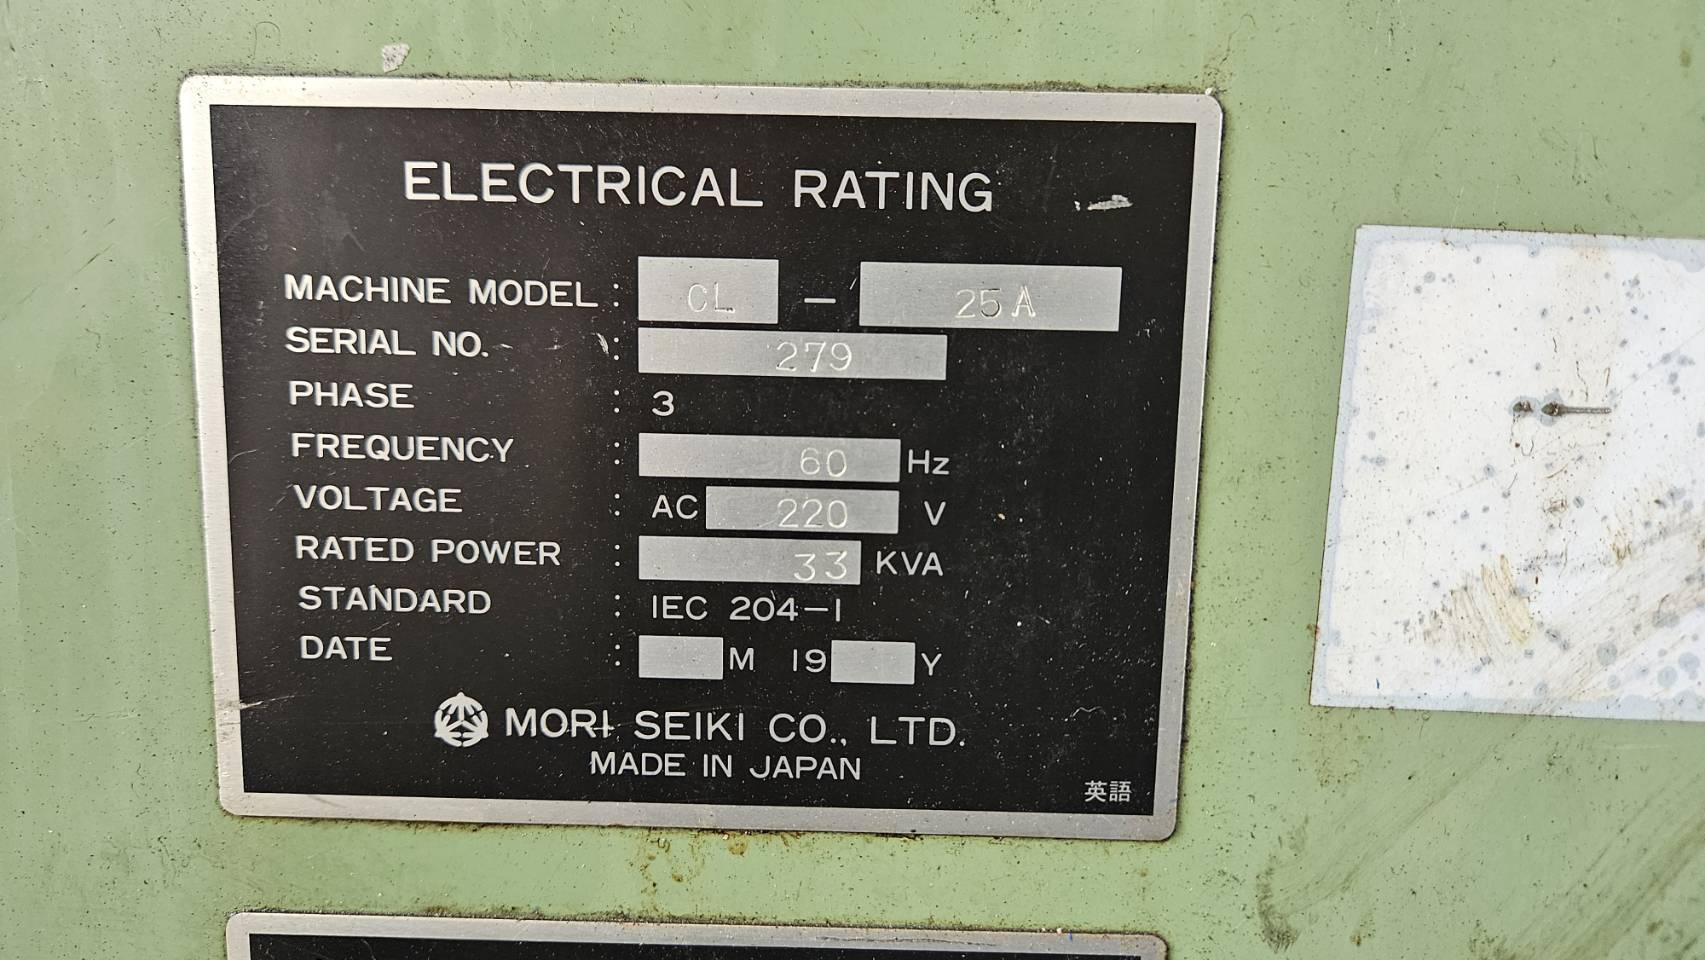 ELECTRICAL RATING
MACHINE MODEL : CL - 25A
SERIAL NO. : 279
PHASE : 3
FREQUENCY : 60 Hz
VOLTAGE : AC 220 V
RATED POWER : 33 KVA
STANDARD : IEC 204-1
DATE : M 19 Y
MORI SEIKI CO., LTD.
MADE IN JAPAN
英語